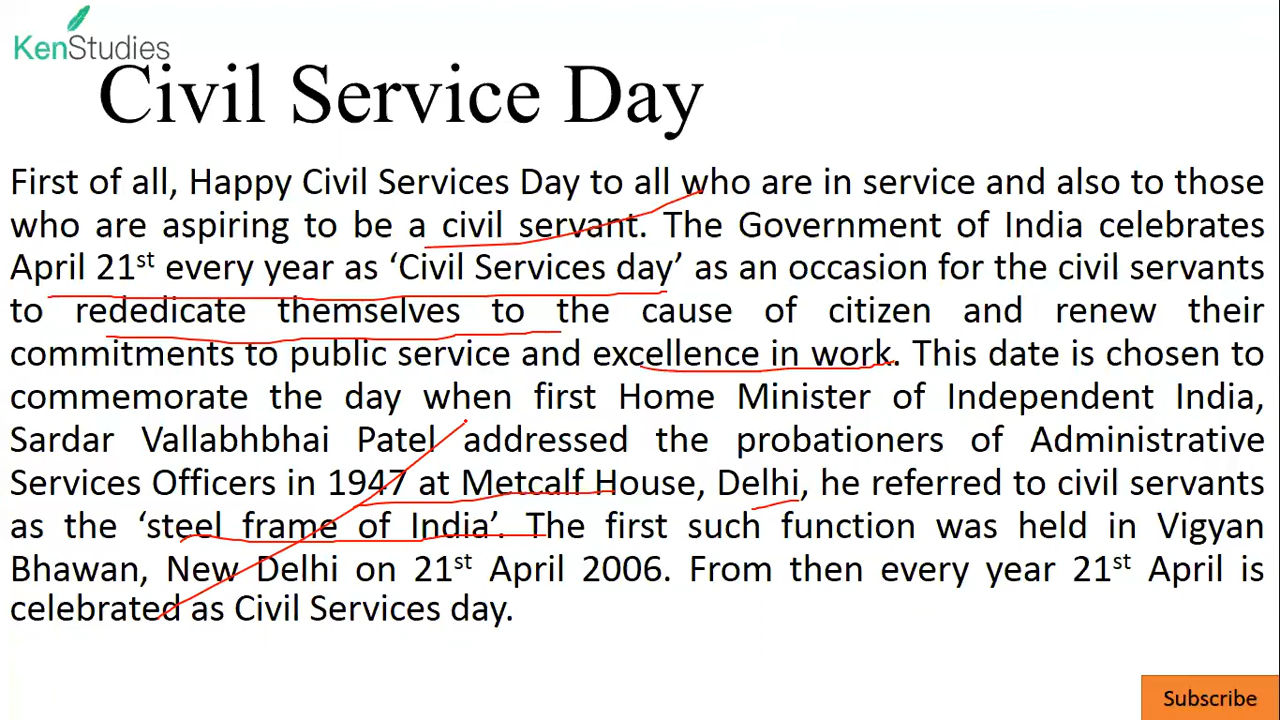 KenStudies
Civil Service Day
First of all, Happy Civil Services Day to all who are in service and also to those
who are aspiring to be a civil servant. The Government of India celebrates
April 21st every year as ‘Civil Services day’ as an occasion for the civil servants
to rededicate themselves to the cause of citizen and renew their
commitments to public service and excellence in work. This date is chosen to
commemorate the day when first Home Minister of Independent India,
Sardar Vallabhbhai Patel addressed the probationers of Administrative
Services Officers in 1947 at Metcalf House, Delhi, he referred to civil servants
as the ‘steel frame of India’. The first such function was held in Vigyan
Bhawan, New Delhi on 21st April 2006. From then every year 21st April is
celebrated as Civil Services day.
Subscribe